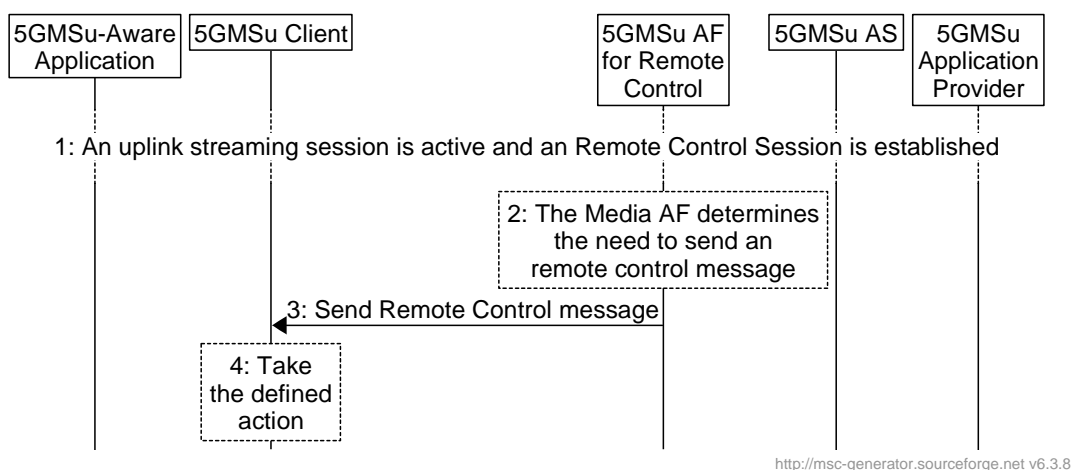 5GMSu-Aware
Application
5GMSu Client
5GMSu AF
for Remote
Control
5GMSu AS
5GMSu
Application
Provider
1: An uplink streaming session is active and an Remote Control Session is established
2: The Media AF determines
the need to send an
remote control message
3: Send Remote Control message
4: Take
the defined
action
http://msc-generator.sourceforge.net v6.3.8